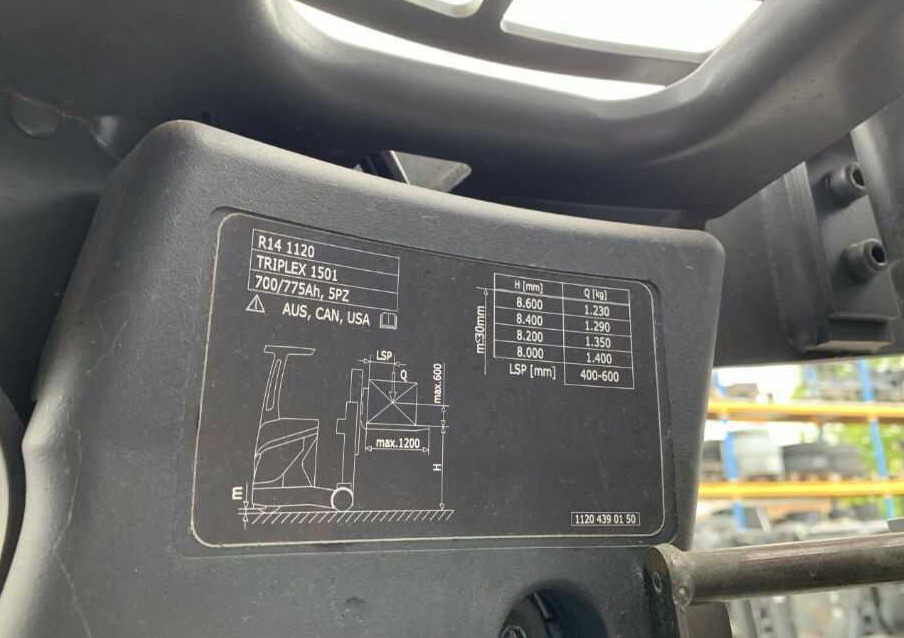 R14 1120
TRIPLEX 1501
700/775Ah, 5PZ
AUS, CAN, USA
H [mm] Q [kg]
8.600 1.230
8.400 1.290
8.200 1.350
8.000 1.400
LSP [mm] 400-600
m≤30mm
LSP
Q
max.600
max.1200
H
m
1120 439 01 50